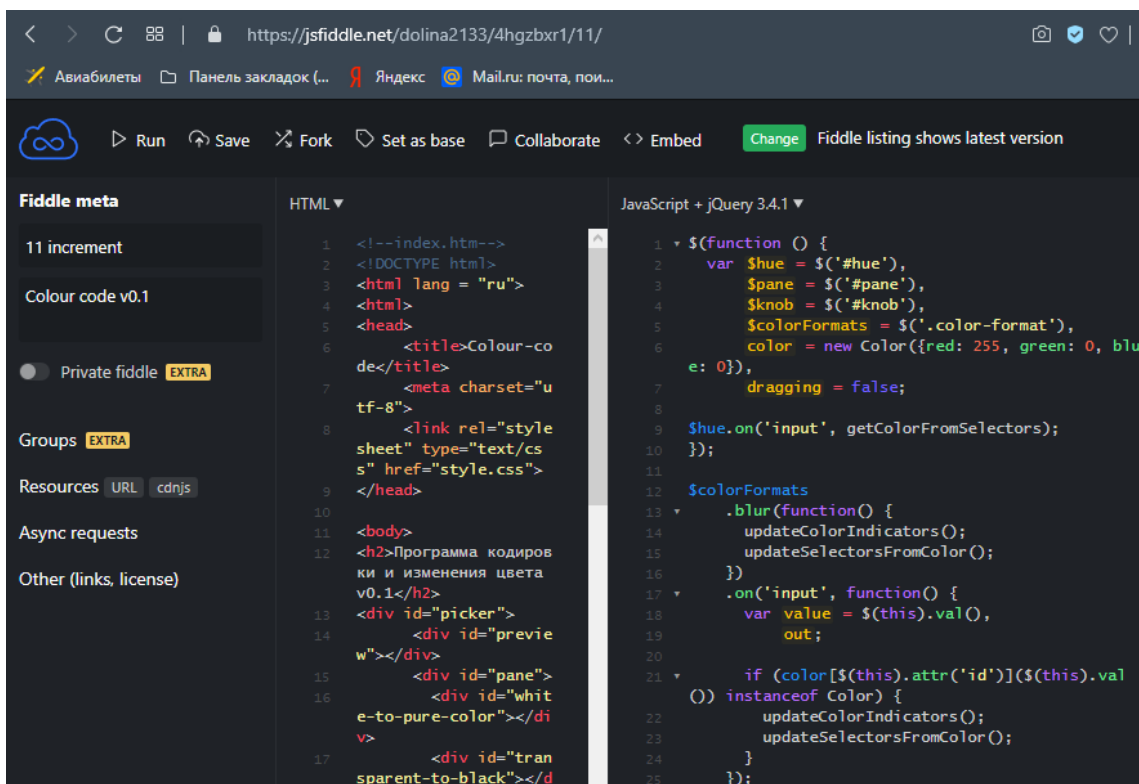 https://jsfiddle.net/dolina2133/4hgzbxr1/11/
Авиабилеты Панель закладок (... Яндекс Mail.ru: почта, пои...
Run Save Fork Set as base Collaborate Embed Change Fiddle listing shows latest version
Fiddle meta
11 increment
Colour code v0.1
Private fiddle EXTRA
Groups EXTRA
Resources URL cdnjs
Async requests
Other (links, license)
HTML ▼
1 <!--index.htm-->
2 <!DOCTYPE html>
3 <html lang = "ru">
4 <html>
5 <head>
6 <title>Colour-co
de</title>
7 <meta charset="u
tf-8">
8 <link rel="style
sheet" type="text/cs
s" href="style.css">
9 </head>
10
11 <body>
12 <h2>Программа кодиров
ки и изменения цвета
v0.1</h2>
13 <div id="picker">
14 <div id="previe
w"></div>
15 <div id="pane">
16 <div id="whit
e-to-pure-color"></di
v>
17 <div id="tran
sparent-to-black"></d
JavaScript + jQuery 3.4.1 ▼
1 $(function () {
2 var $hue = $('#hue'),
3 $pane = $('#pane'),
4 $knob = $('#knob'),
5 $colorFormats = $('.color-format'),
6 color = new Color({red: 255, green: 0, blu
e: 0}),
7 dragging = false;
8
9 $hue.on('input', getColorFromSelectors);
10 });
11
12 $colorFormats
13 .blur(function() {
14 updateColorIndicators();
15 updateSelectorsFromColor();
16 })
17 .on('input', function() {
18 var value = $(this).val(),
19 out;
20
21 if (color[$(this).attr('id')]($(this).val
()) instanceof Color) {
22 updateColorIndicators();
23 updateSelectorsFromColor();
24 }
25 });